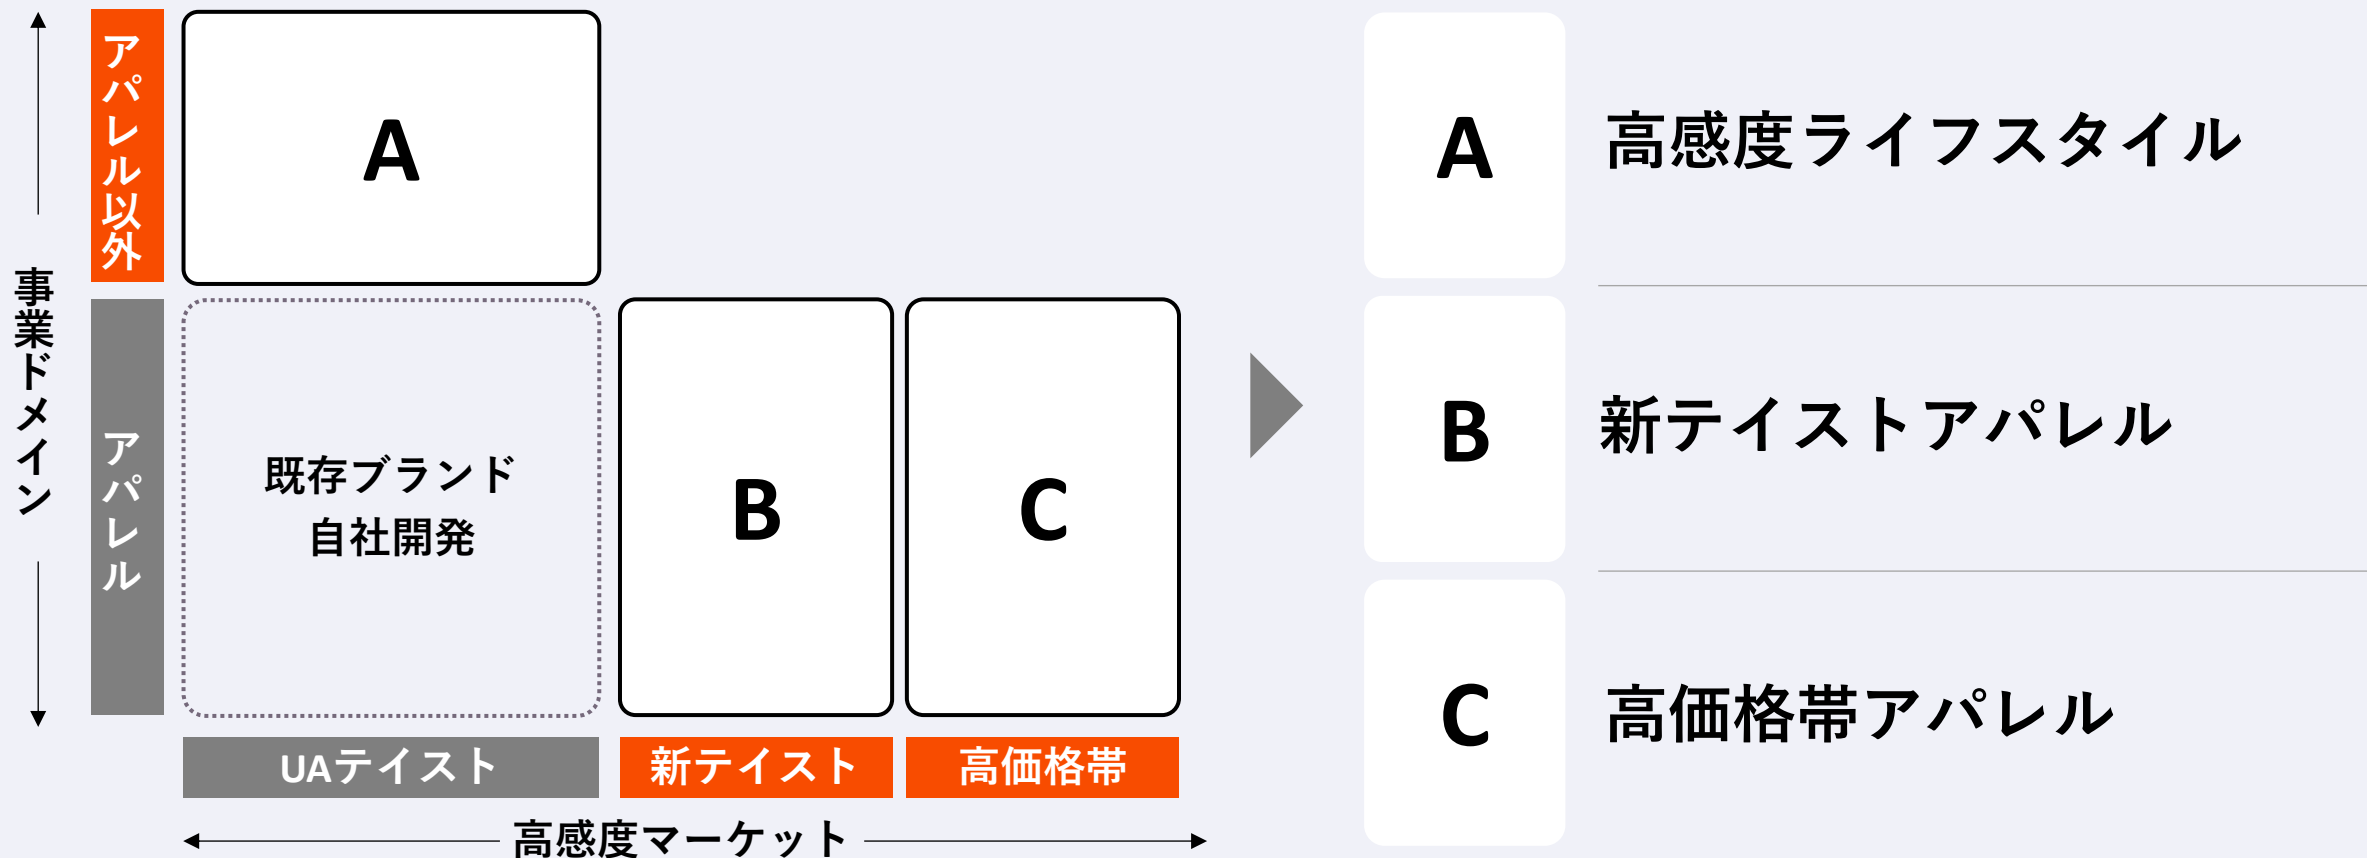 事業ドメイン
アパレル以外
アパレル
A
既存ブランド
自社開発
B
C
UAテイスト
新テイスト
高価格帯
高感度マーケット
A
高感度ライフスタイル
B
新テイストアパレル
C
高価格帯アパレル